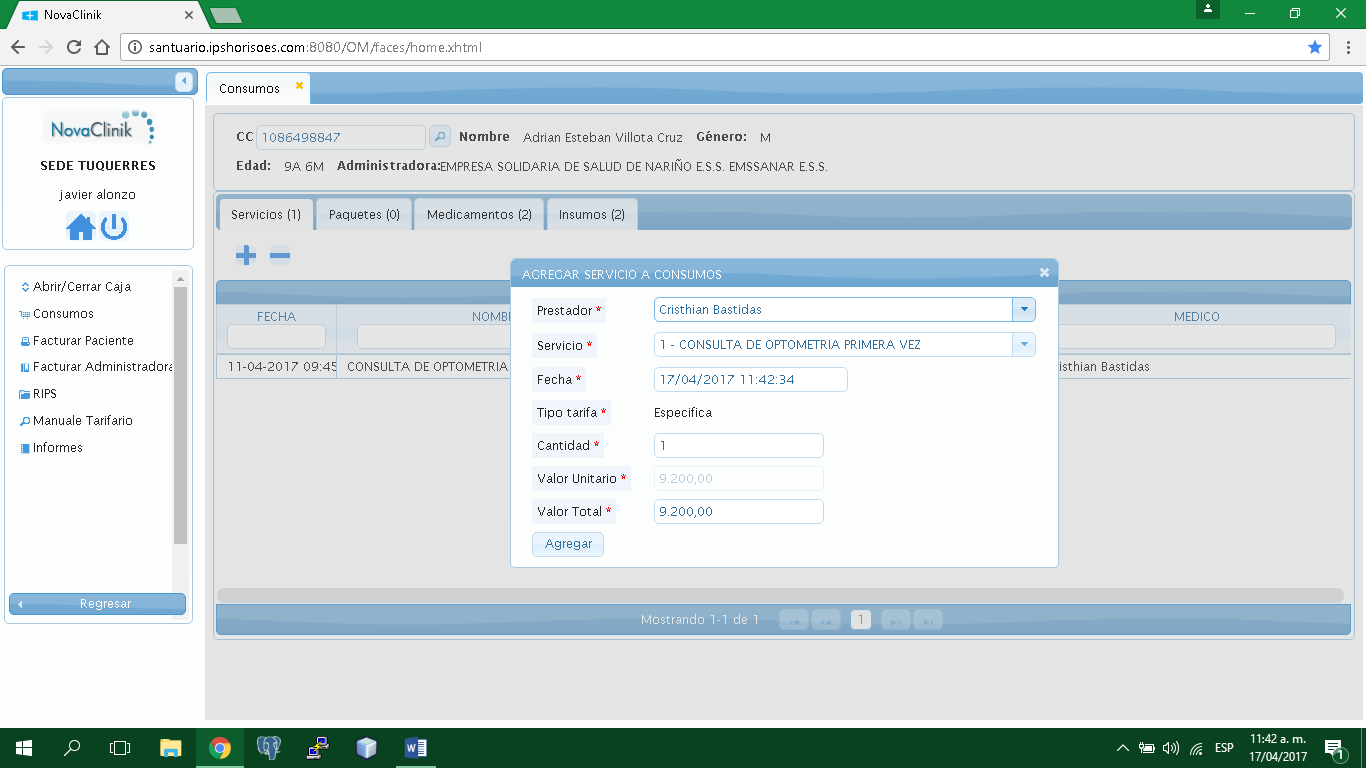 NovaClinik
santuario.ipshorisoes.com:8080/OM/faces/home.xhtml
NovaClinik
SEDE TUQUERRES
javier alonzo
Abrir/Cerrar Caja
Consumos
Facturar Paciente
Facturar Administradora
RIPS
Manuale Tarifario
Informes
Regresar
Consumos
CC 1086498847 Nombre Adrian Esteban Villota Cruz Género: M
Edad: 9A 6M Administradora: EMPRESA SOLIDARIA DE SALUD DE NARIÑO E.S.S. EMSSANAR E.S.S.
Servicios (1) Paquetes (0) Medicamentos (2) Insumos (2)
FECHA NOMB MEDICO
11-04-2017 09:45 CONSULTA DE OPTOMETRIA isthian Bastidas
AGREGAR SERVICIO A CONSUMOS
Prestador * Cristhian Bastidas
Servicio * 1 - CONSULTA DE OPTOMETRIA PRIMERA VEZ
Fecha * 17/04/2017 11:42:34
Tipo tarifa * Especifica
Cantidad * 1
Valor Unitario * 9.200,00
Valor Total * 9.200,00
Agregar
Mostrando 1-1 de 1 1
ESP 11:42 a. m.
17/04/2017 1